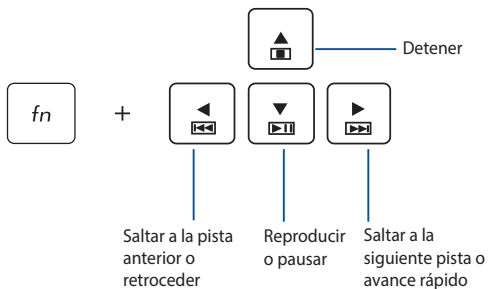 Detener
fn +
Saltar a la pista
anterior o
retroceder
Reproducir
o pausar
Saltar a la
siguiente pista o
avance rápido